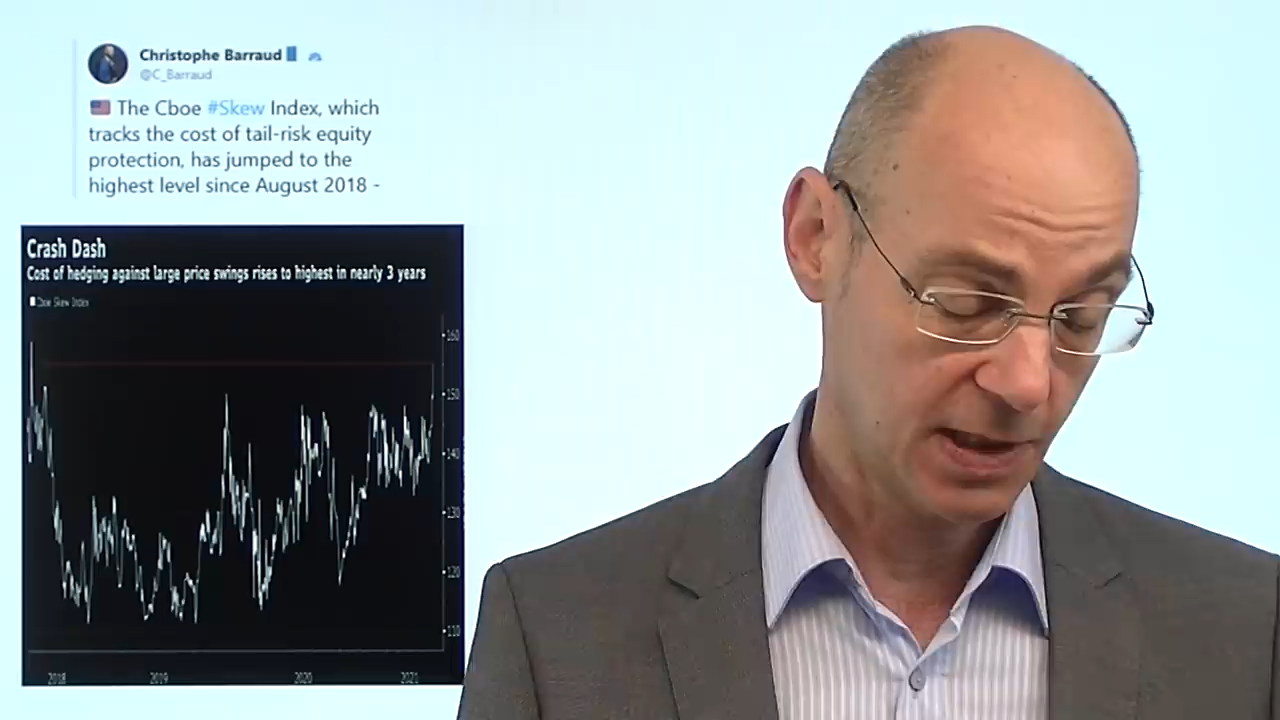 Christophe Barraud
@C_Barraud
The Cboe #Skew Index, which
tracks the cost of tail-risk equity
protection, has jumped to the
highest level since August 2018 -
Crash Dash
Cost of hedging against large price swings rises to highest in nearly 3 years
Cboe Skew Index
160
150
140
130
120
110
2018 2019 2020 2021